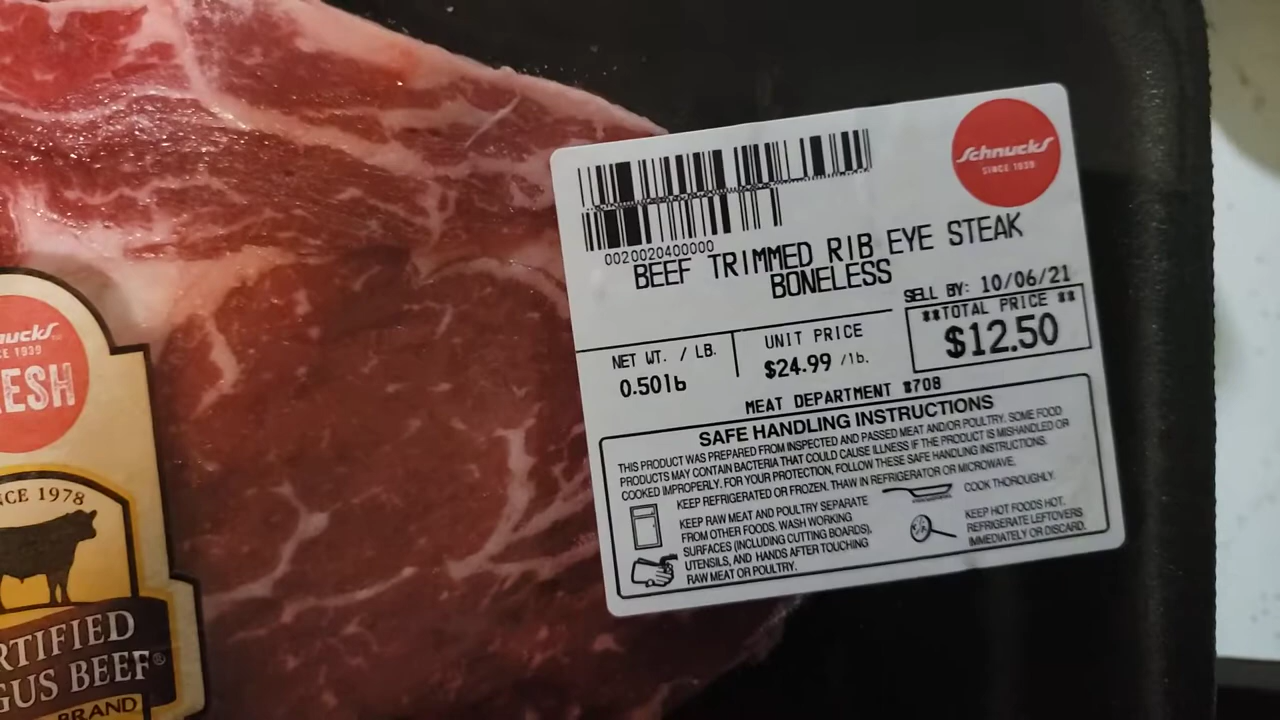 Schnucks
SINCE 1939
0020020400000
BEEF TRIMMED RIB EYE STEAK
BONELESS
SELL BY: 10/06/21
NET WT. / LB.
0.50lb
UNIT PRICE
$24.99 /lb.
**TOTAL PRICE **
$12.50
MEAT DEPARTMENT #708
SAFE HANDLING INSTRUCTIONS
THIS PRODUCT WAS PREPARED FROM INSPECTED AND PASSED MEAT AND/OR POULTRY. SOME FOOD
PRODUCTS MAY CONTAIN BACTERIA THAT COULD CAUSE ILLNESS IF THE PRODUCT IS MISHANDLED OR
COOKED IMPROPERLY. FOR YOUR PROTECTION, FOLLOW THESE SAFE HANDLING INSTRUCTIONS.
KEEP REFRIGERATED OR FROZEN. THAW IN REFRIGERATOR OR MICROWAVE.
KEEP RAW MEAT AND POULTRY SEPARATE
FROM OTHER FOODS. WASH WORKING
SURFACES (INCLUDING CUTTING BOARDS),
UTENSILS, AND HANDS AFTER TOUCHING
RAW MEAT OR POULTRY.
COOK THOROUGHLY.
KEEP HOT FOODS HOT.
REFRIGERATE LEFTOVERS
IMMEDIATELY OR DISCARD.
nucks
CE 1939
ESH
NCE 1978
RTIFIED
GUS BEEF®
BRAND